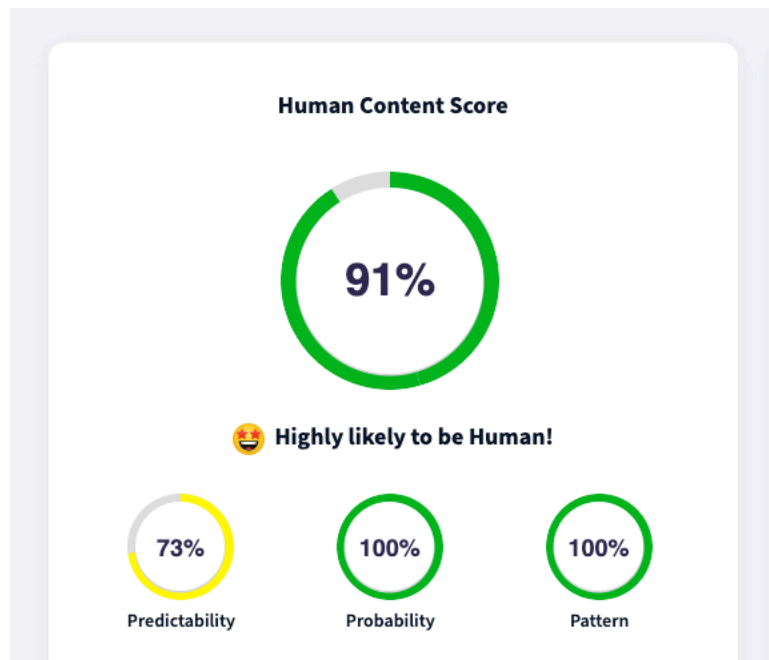 Human Content Score
91%
🤩 Highly likely to be Human!
73%
100%
100%
Predictability
Probability
Pattern